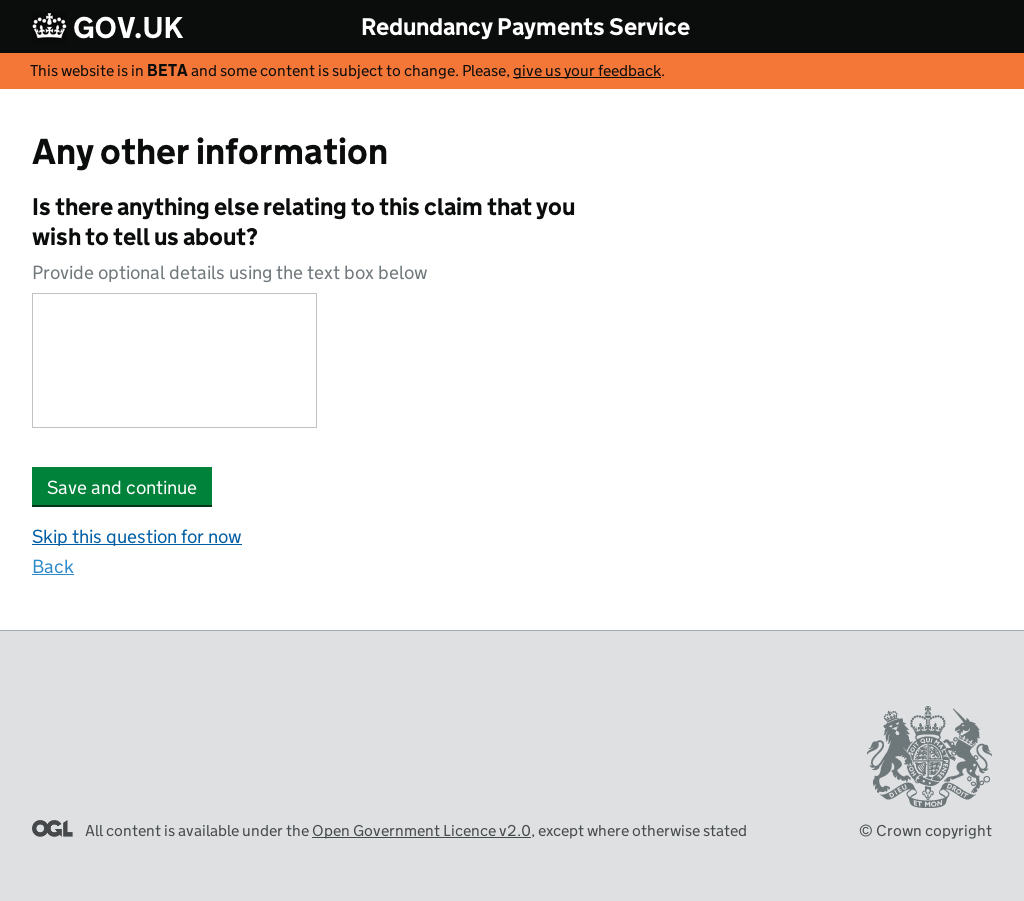 GOV.UK
Redundancy Payments Service
This website is in BETA and some content is subject to change. Please, give us your feedback.
Any other information
Is there anything else relating to this claim that you
wish to tell us about?
Provide optional details using the text box below
Save and continue
Skip this question for now
Back
DIEU ET MON DROIT
OGL
All content is available under the Open Government Licence v2.0, except where otherwise stated
© Crown copyright